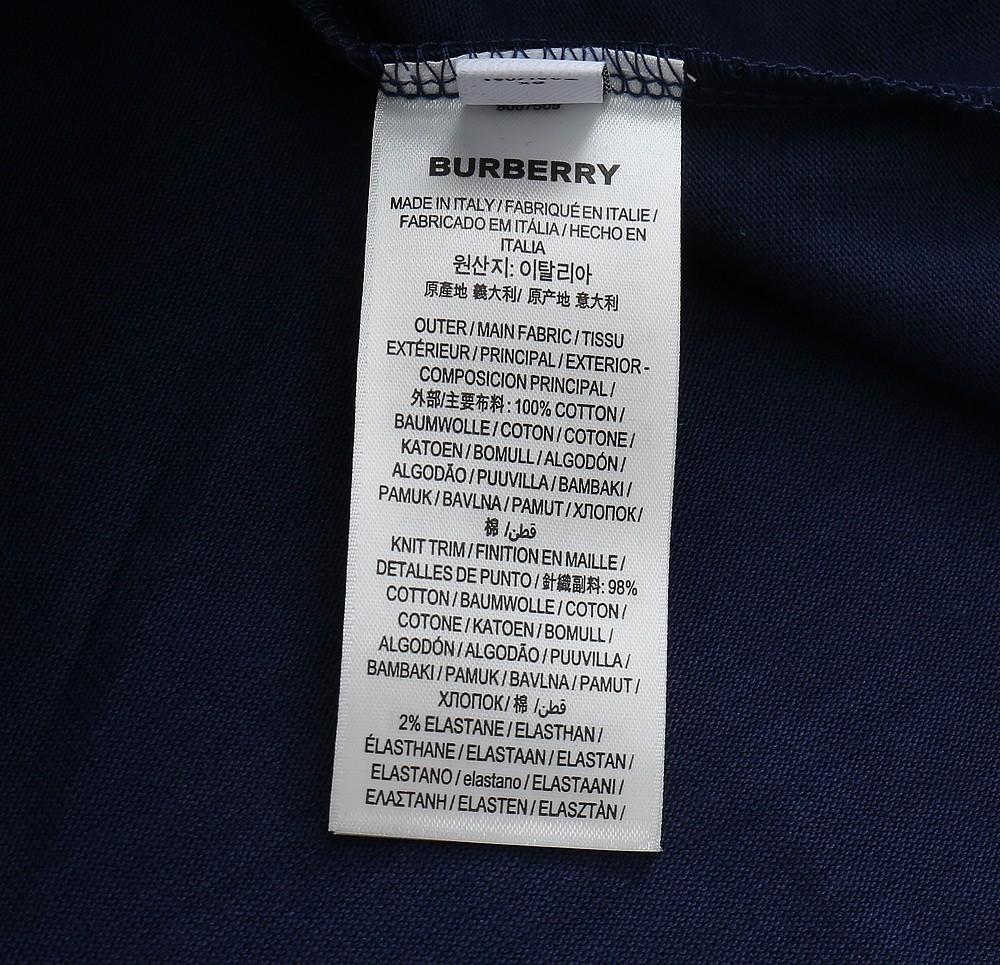 BURBERRY
MADE IN ITALY / FABRIQUÉ EN ITALIE /
FABRICADO EM ITÁLIA / HECHO EN
ITALIA
원산지: 이탈리아
原產地 義大利/ 原产地 意大利
OUTER / MAIN FABRIC / TISSU
EXTÉRIEUR / PRINCIPAL / EXTERIOR -
COMPOSICION PRINCIPAL /
外部/主要布料: 100% COTTON /
BAUMWOLLE / COTON / COTONE /
KATOEN / BOMULL / ALGODÓN /
ALGODÃO / PUUVILLA / BAMBAKI /
PAMUK / BAVLNA / PAMUT / ХЛОПОК /
棉 /قطن
KNIT TRIM / FINITION EN MAILLE /
DETALLES DE PUNTO / 針織副料: 98%
COTTON / BAUMWOLLE / COTON /
COTONE / KATOEN / BOMULL /
ALGODÓN / ALGODÃO / PUUVILLA /
BAMBAKI / PAMUK / BAVLNA / PAMUT /
ХЛОПОК/ 棉 /قطن
2% ELASTANE / ELASTHAN /
ÉLASTHANE / ELASTAAN / ELASTAN /
ELASTANO / elastano / ELASTAANI /
ΕΛΑΣΤΑΝΗ / ELASTEN / ELASZTÀN /